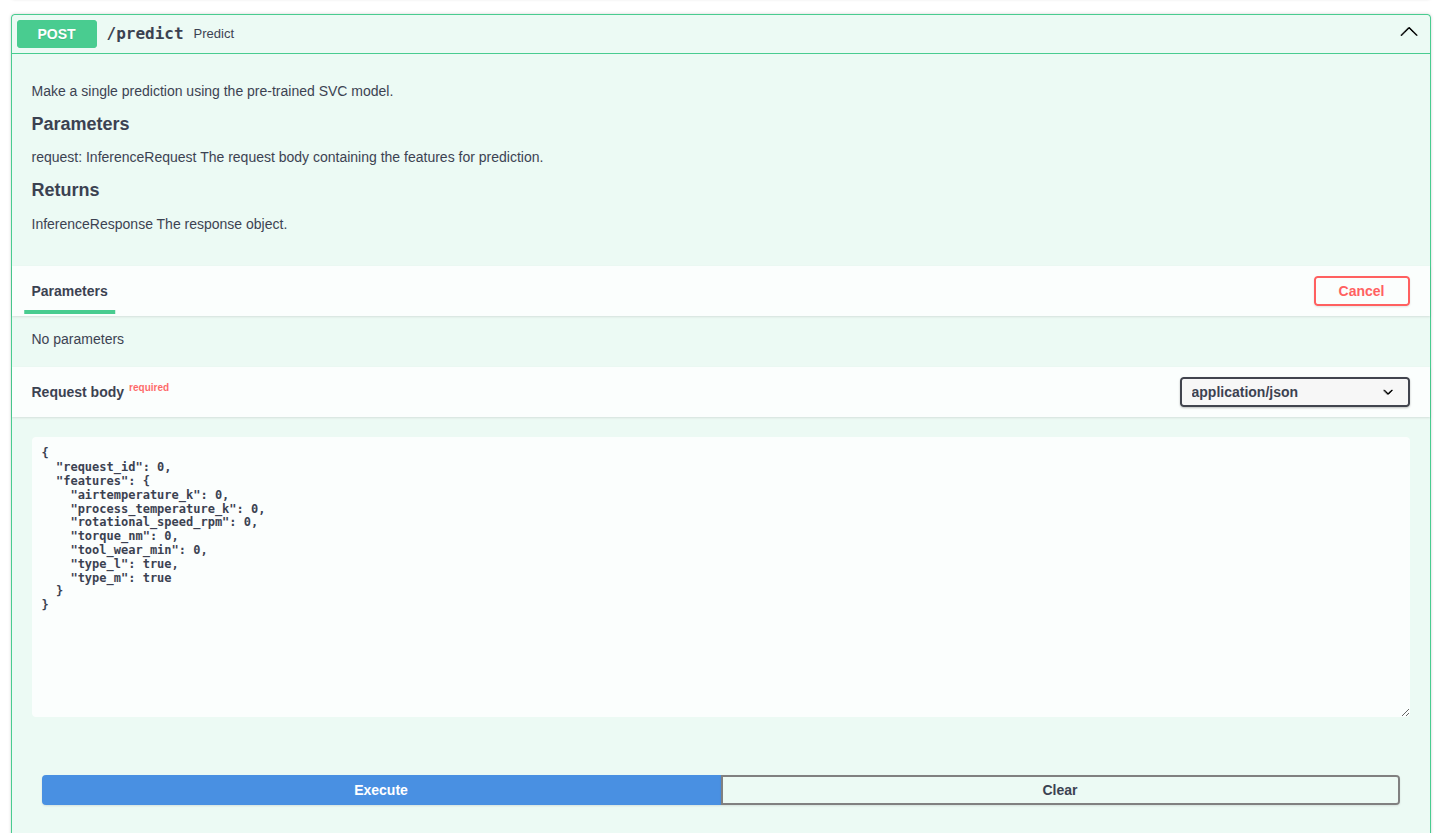 POST /predict Predict
Make a single prediction using the pre-trained SVC model.
Parameters
request: InferenceRequest The request body containing the features for prediction.
Returns
InferenceResponse The response object.
Parameters
Cancel
No parameters
Request body required
application/json
{
  "request_id": 0,
  "features": {
    "airtemperature_k": 0,
    "process_temperature_k": 0,
    "rotational_speed_rpm": 0,
    "torque_nm": 0,
    "tool_wear_min": 0,
    "type_l": true,
    "type_m": true
  }
}
Execute
Clear